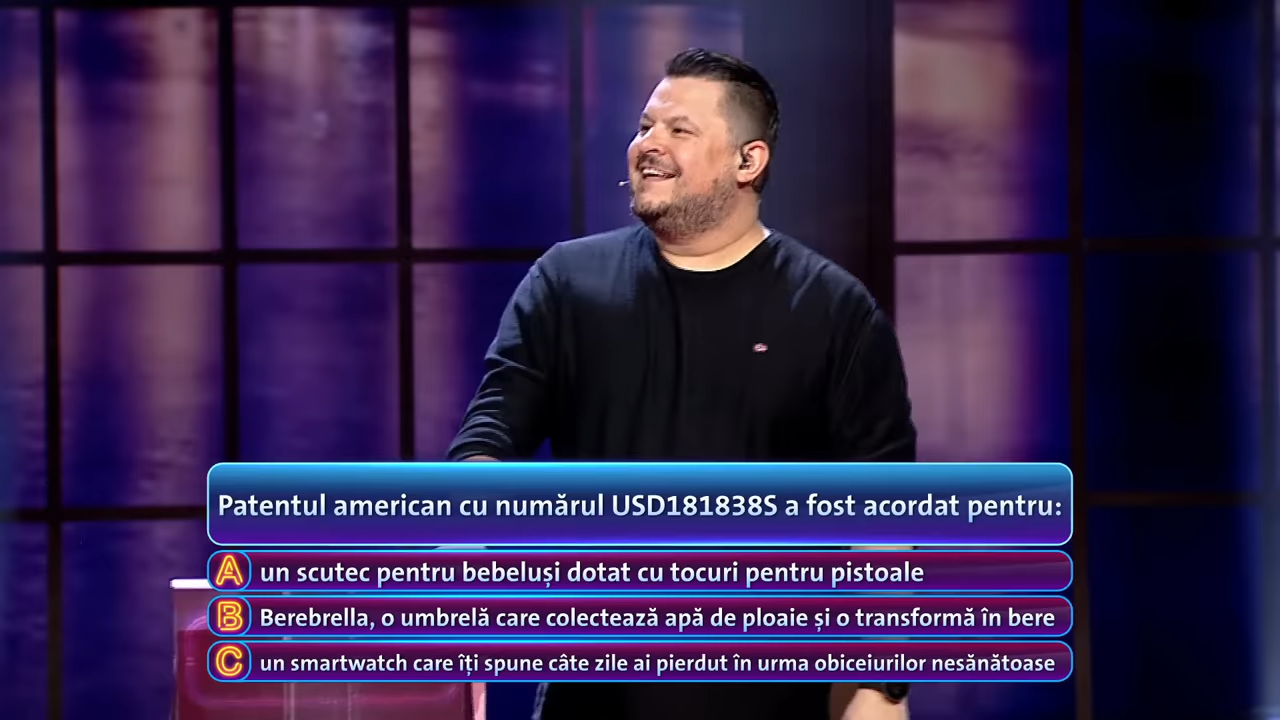 Patentul american cu numărul USD181838S a fost acordat pentru:
A un scutec pentru bebeluși dotat cu tocuri pentru pistoale
B Berebrella, o umbrelă care colectează apă de ploaie și o transformă în bere
C un smartwatch care îți spune câte zile ai pierdut în urma obiceiurilor nesănătoase